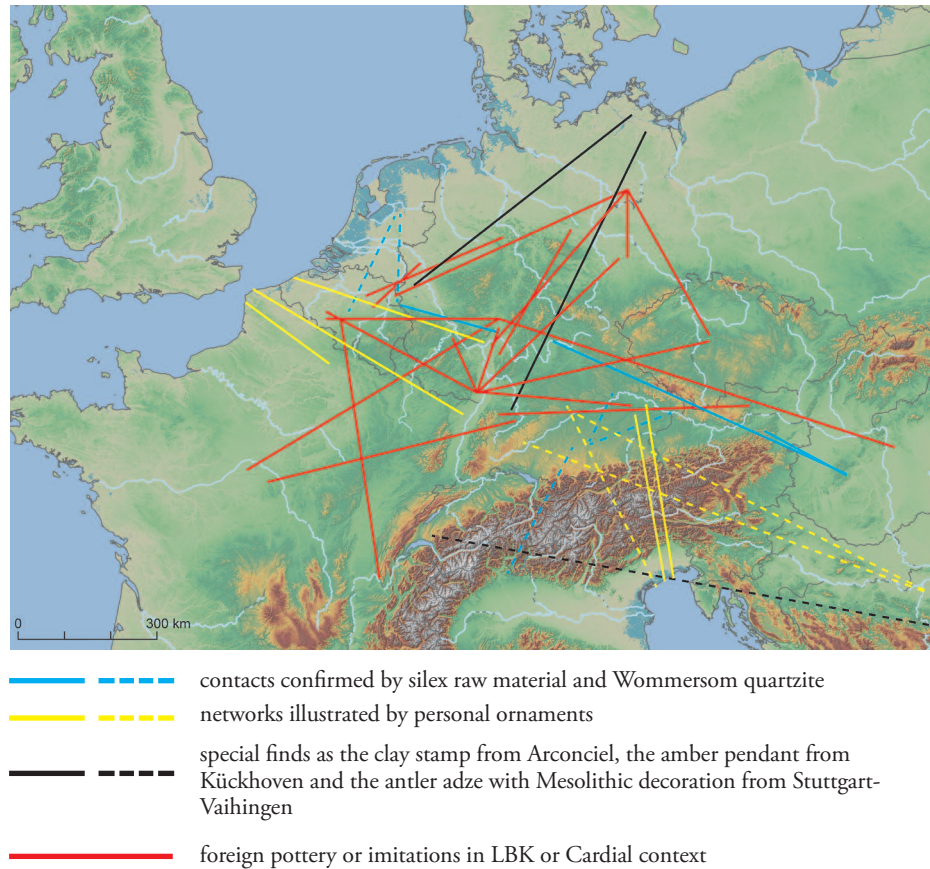 0
300 km
contacts confirmed by silex raw material and Wommersom quartzite
networks illustrated by personal ornaments
special finds as the clay stamp from Arconciel, the amber pendant from
Kückhoven and the antler adze with Mesolithic decoration from Stuttgart-
Vaihingen
foreign pottery or imitations in LBK or Cardial context